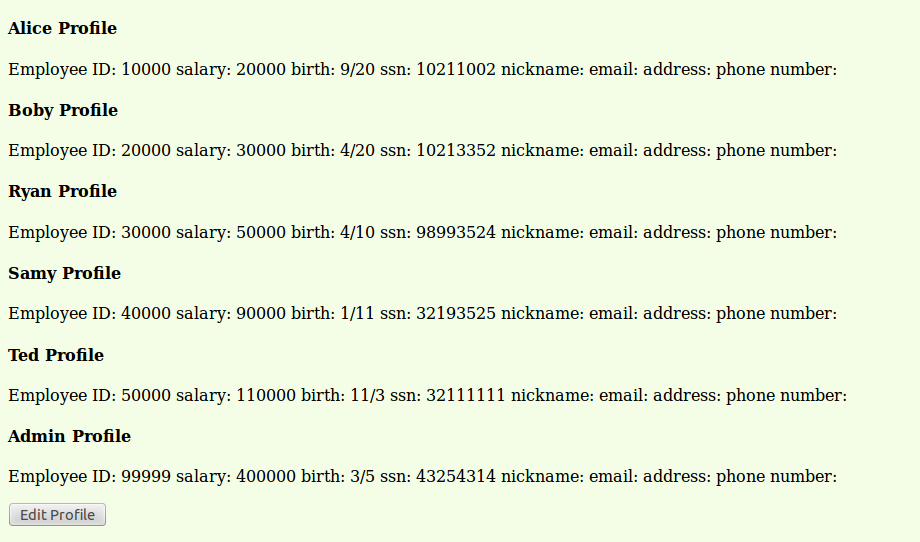 Alice Profile
Employee ID: 10000 salary: 20000 birth: 9/20 ssn: 10211002 nickname: email: address: phone number:
Boby Profile
Employee ID: 20000 salary: 30000 birth: 4/20 ssn: 10213352 nickname: email: address: phone number:
Ryan Profile
Employee ID: 30000 salary: 50000 birth: 4/10 ssn: 98993524 nickname: email: address: phone number:
Samy Profile
Employee ID: 40000 salary: 90000 birth: 1/11 ssn: 32193525 nickname: email: address: phone number:
Ted Profile
Employee ID: 50000 salary: 110000 birth: 11/3 ssn: 32111111 nickname: email: address: phone number:
Admin Profile
Employee ID: 99999 salary: 400000 birth: 3/5 ssn: 43254314 nickname: email: address: phone number:
Edit Profile